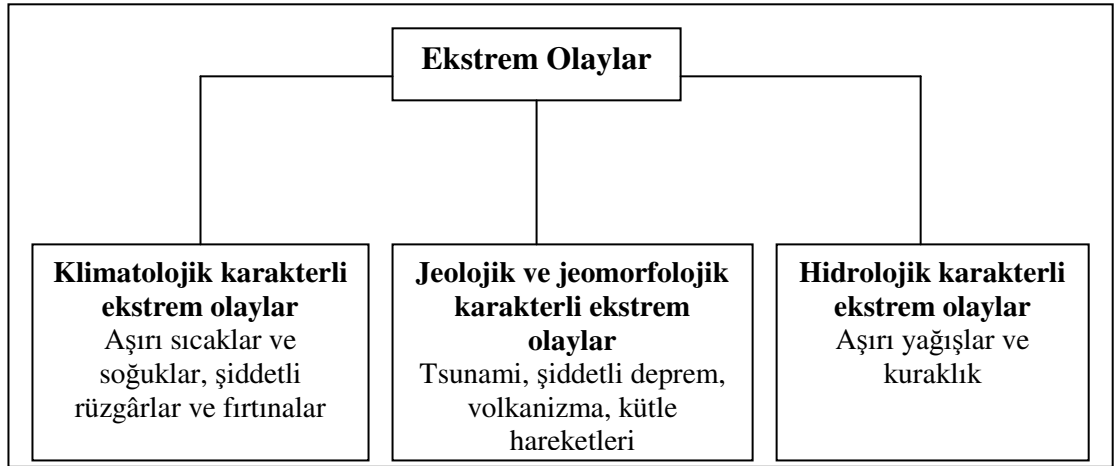 Ekstrem Olaylar
Klimatolojik karakterli
ekstrem olaylar
Aşırı sıcaklar ve
soğuklar, şiddetli
rüzgârlar ve fırtınalar
Jeolojik ve jeomorfolojik
karakterli ekstrem
olaylar
Tsunami, şiddetli deprem,
volkanizma, kütle
hareketleri
Hidrolojik karakterli
ekstrem olaylar
Aşırı yağışlar ve
kuraklık